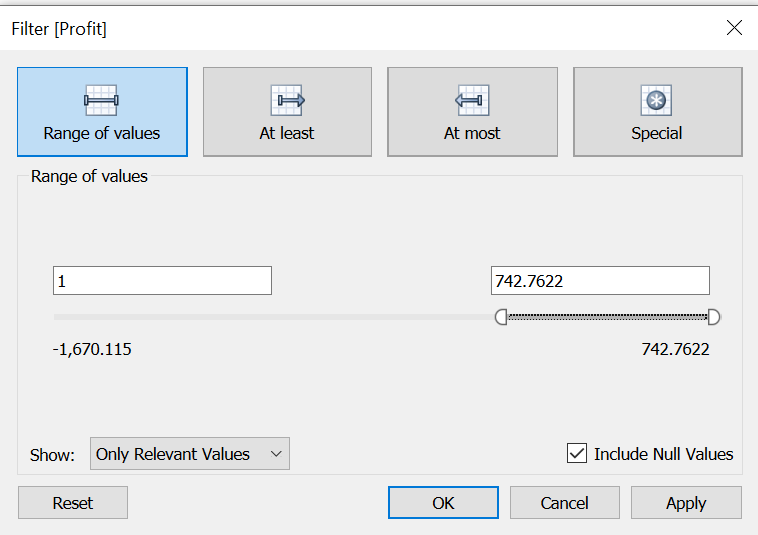 Filter [Profit]
Range of values
At least
At most
Special
Range of values
1
742.7622
-1,670.115
742.7622
Show:
Only Relevant Values
Include Null Values
Reset
OK
Cancel
Apply